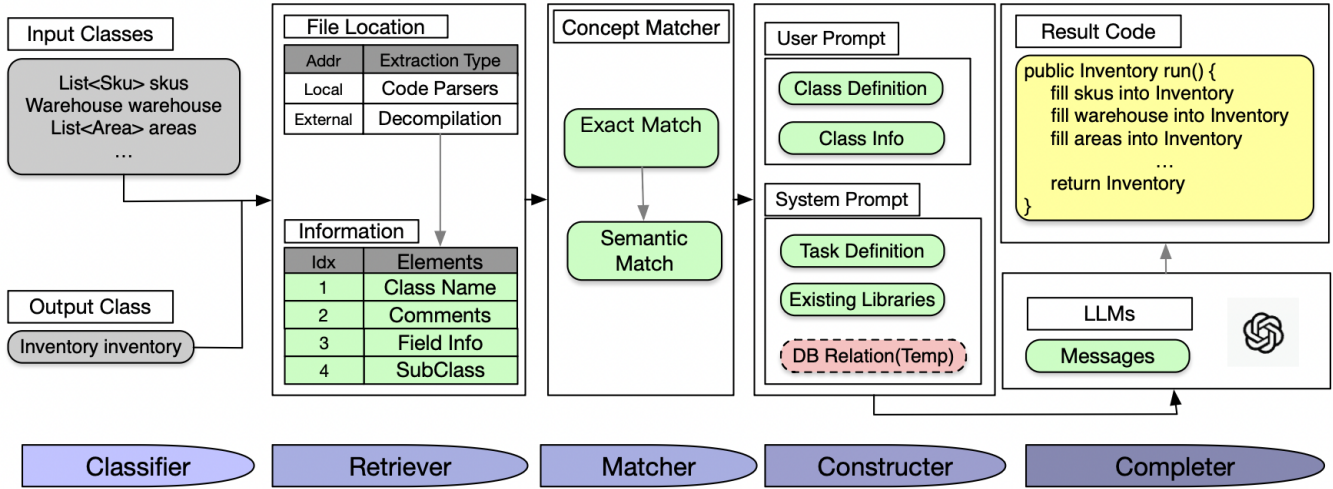 Input Classes
List<Sku> skus
Warehouse warehouse
List<Area> areas
...
Output Class
Inventory inventory
File Location
Addr Extraction Type
Local Code Parsers
External Decompilation
Information
Idx Elements
1 Class Name
2 Comments
3 Field Info
4 SubClass
Concept Matcher
Exact Match
Semantic
Match
User Prompt
Class Definition
Class Info
System Prompt
Task Definition
Existing Libraries
DB Relation(Temp)
Result Code
public Inventory run() {
fill skus into Inventory
fill warehouse into Inventory
fill areas into Inventory
...
return Inventory
}
LLMs
Messages
Classifier
Retriever
Matcher
Constructer
Completer